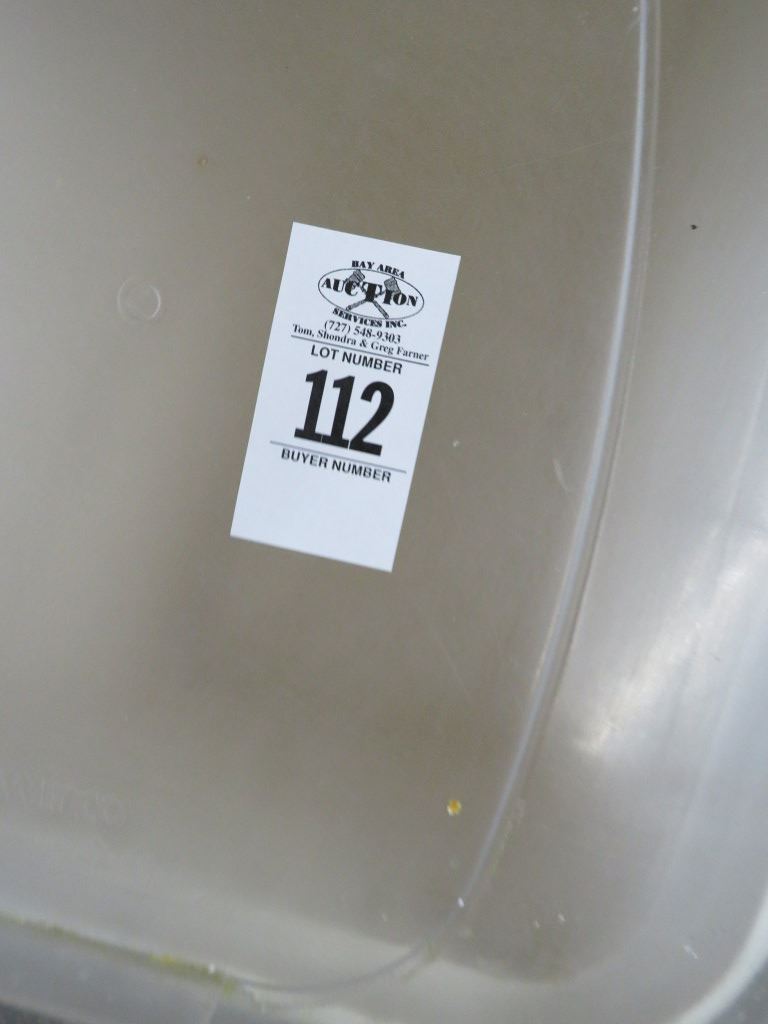 BAY AREA
AUCTION
SERVICES INC.
(727) 548-9303
Tom, Shondra & Greg Farner
LOT NUMBER
112
BUYER NUMBER